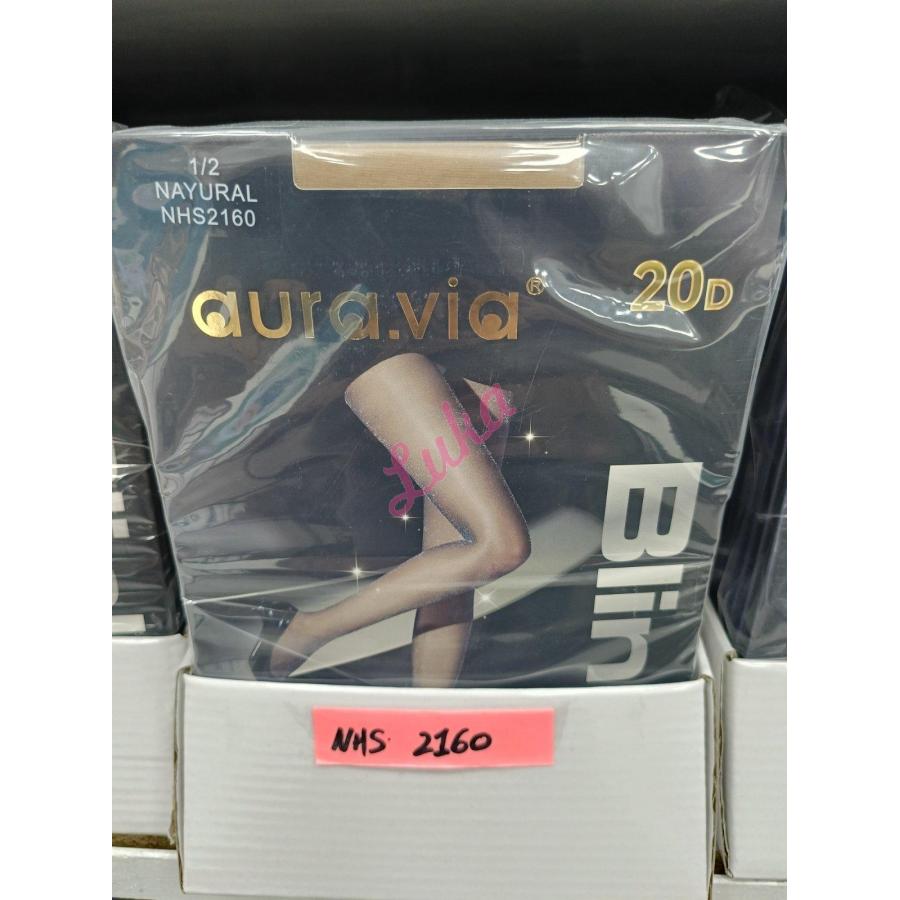 1/2
NAYURAL
NHS2160
aura.via®
20D
Luka
Blin
NHS. 2160